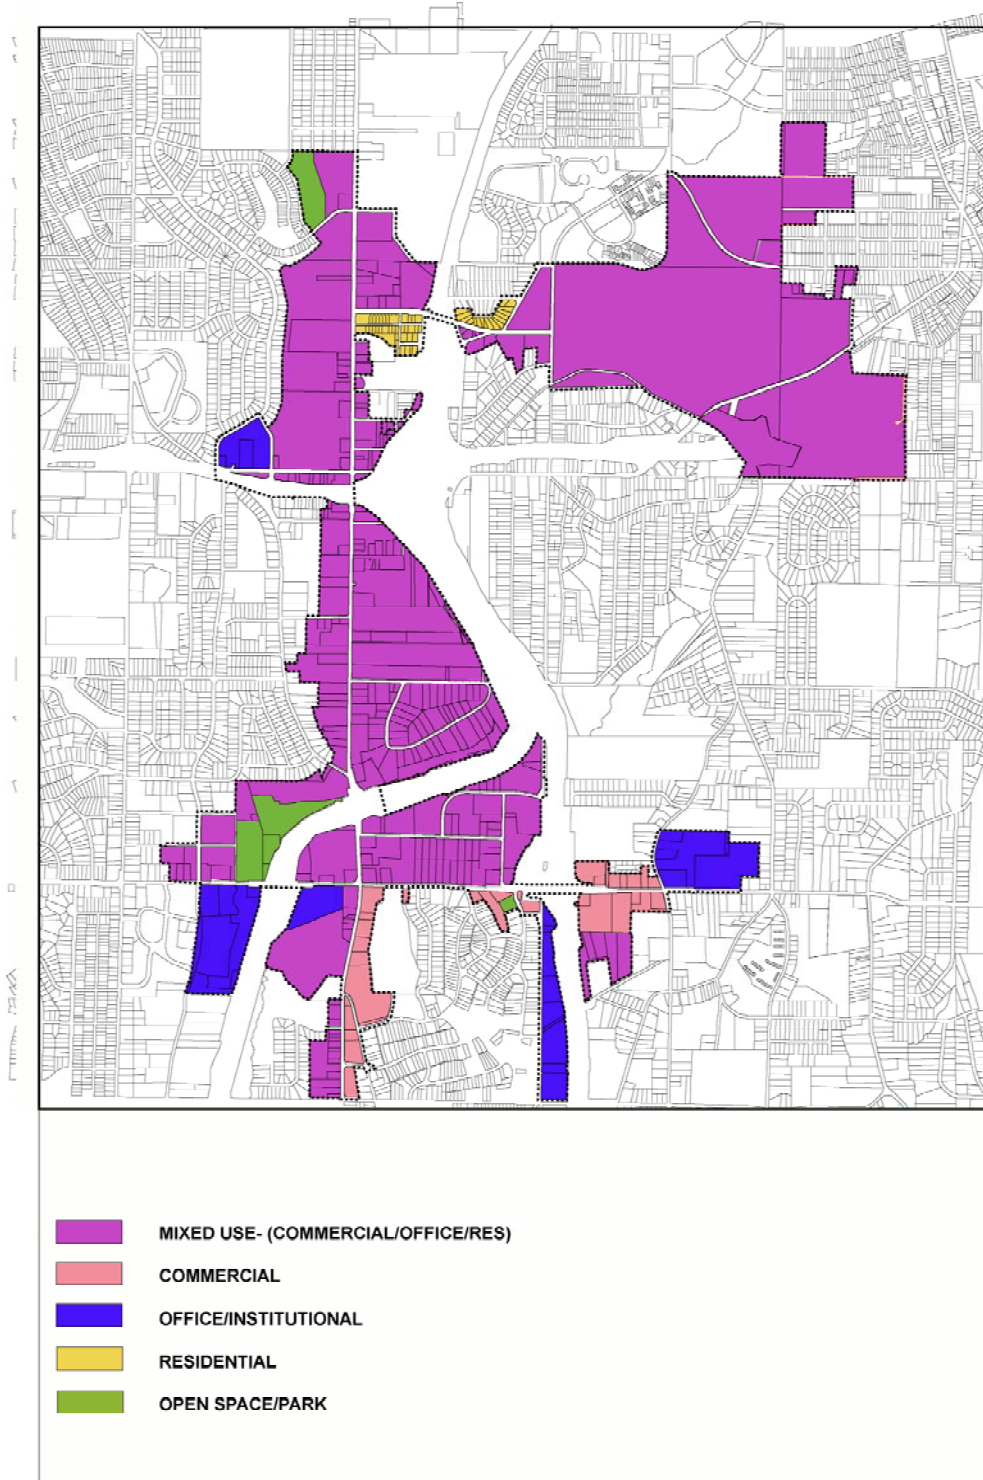 MIXED USE- (COMMERCIAL/OFFICE/RES)
COMMERCIAL
OFFICE/INSTITUTIONAL
RESIDENTIAL
OPEN SPACE/PARK